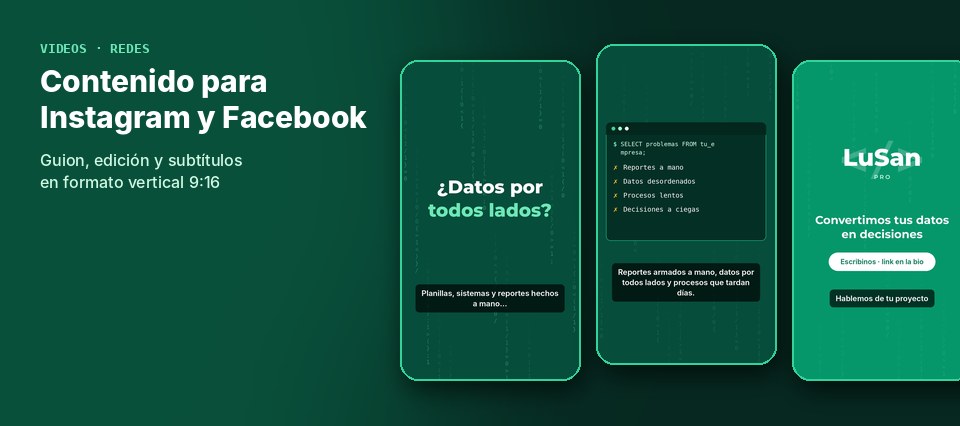 VIDEOS · REDES
Contenido para
Instagram y Facebook
Guion, edición y subtítulos
en formato vertical 9:16
¿Datos por
todos lados?
Planillas, sistemas y reportes hechos
a mano...
$ SELECT problemas FROM tu_e
mpresa;
✗ Reportes a mano
✗ Datos desordenados
✗ Procesos lentos
✗ Decisiones a ciegas
Reportes armados a mano, datos por
todos lados y procesos que tardan
días.
</>
LuSan
PRO
Convertimos tus datos
en decisiones
Escribinos · link en la bio
Hablemos de tu proyecto